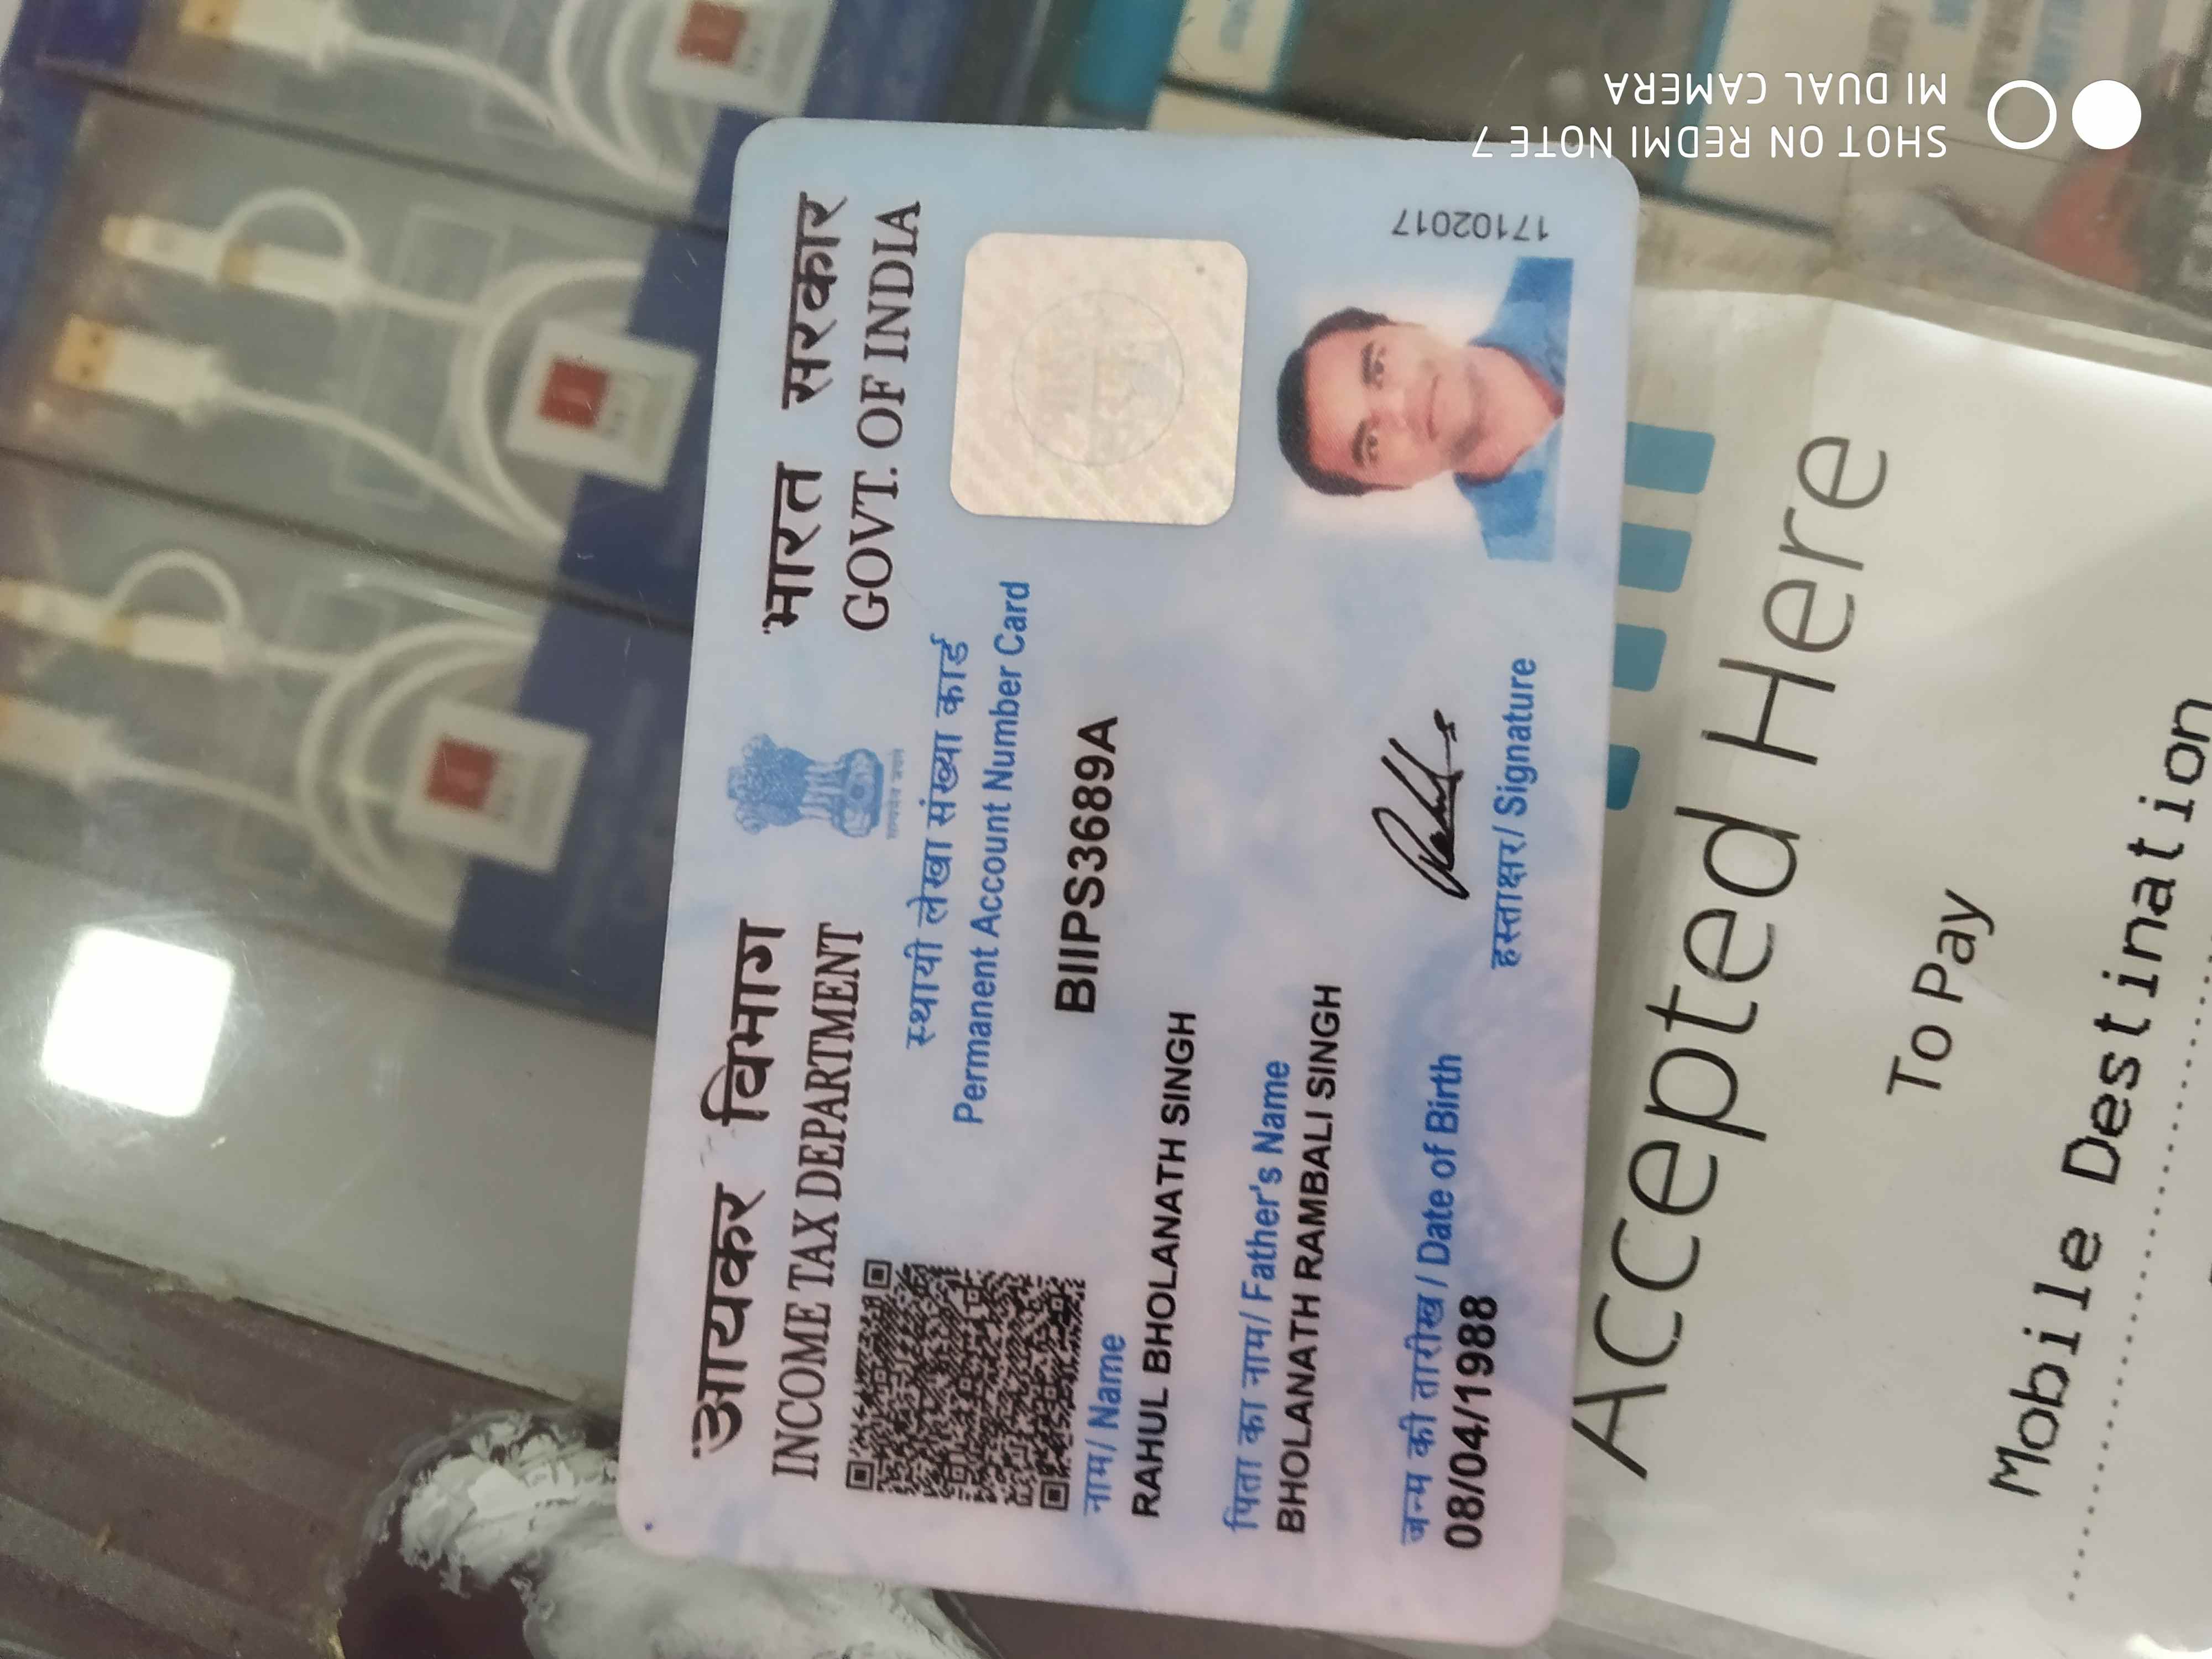 आयकर विभाग
INCOME TAX DEPARTMENT
भारत सरकार
GOVT. OF INDIA
स्थायी लेखा संख्या कार्ड
Permanent Account Number Card
BIIPS3689A
नाम/ Name
RAHUL BHOLANATH SINGH
पिता का नाम/ Father's Name
BHOLANATH RAMBALI SINGH
जन्म की तारीख / Date of Birth
08/04/1988
हस्ताक्षर/ Signature
17102017
Accepted Here
To Pay
Mobile Destination
SHOT ON REDMI NOTE 7
MI DUAL CAMERA